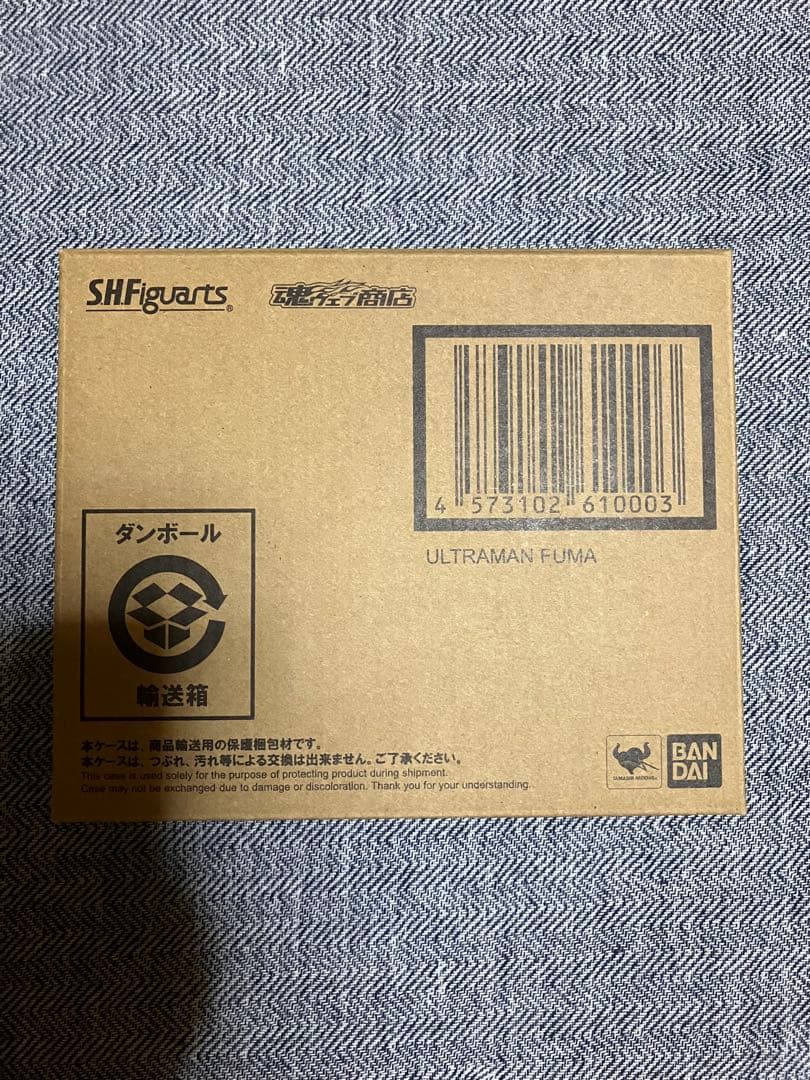 S.H.Figuarts®
魂ウェブ商店
4 573102 610003
ULTRAMAN FUMA
ダンボール
輸送箱
本ケースは、商品輸送用の保護梱包材です。
本ケースは、つぶれ、汚れ等による交換は出来ません。ご了承ください。
This case is used solely for the purpose of protecting product during shipment.
Case may not be exchanged due to damage or discoloration. Thank you for your understanding.
TAMASHII NATIONS
BAN
DAI